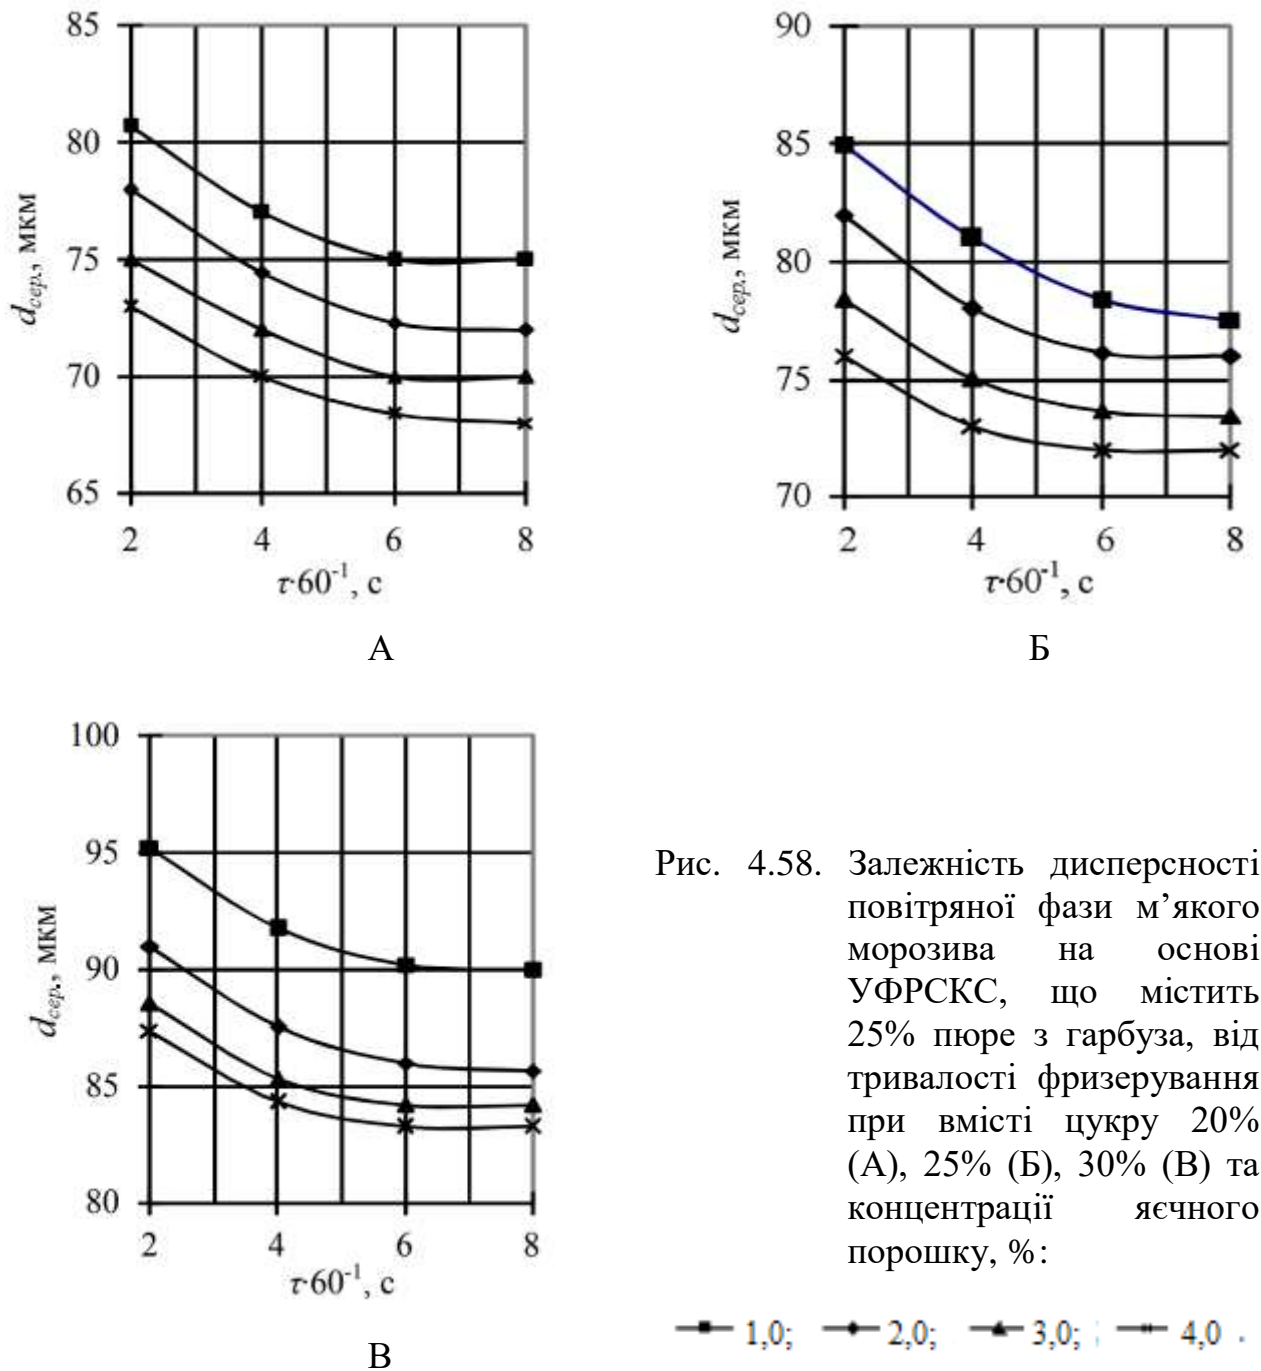 85
80
75
70
65
dсер., мкм
2 4 6 8
τ·60⁻¹, с
А
90
85
80
75
70
dсер., мкм
2 4 6 8
τ·60⁻¹, с
Б
100
95
90
85
80
dсер., мкм
2 4 6 8
τ·60⁻¹, с
В
Рис. 4.58. Залежність дисперсності
повітряної фази м’якого
морозива на основі
УФРСКС, що містить
25% пюре з гарбуза, від
тривалості фризерування
при вмісті цукру 20%
(А), 25% (Б), 30% (В) та
концентрації яєчного
порошку, %:
1,0; 2,0; 3,0; 4,0 .